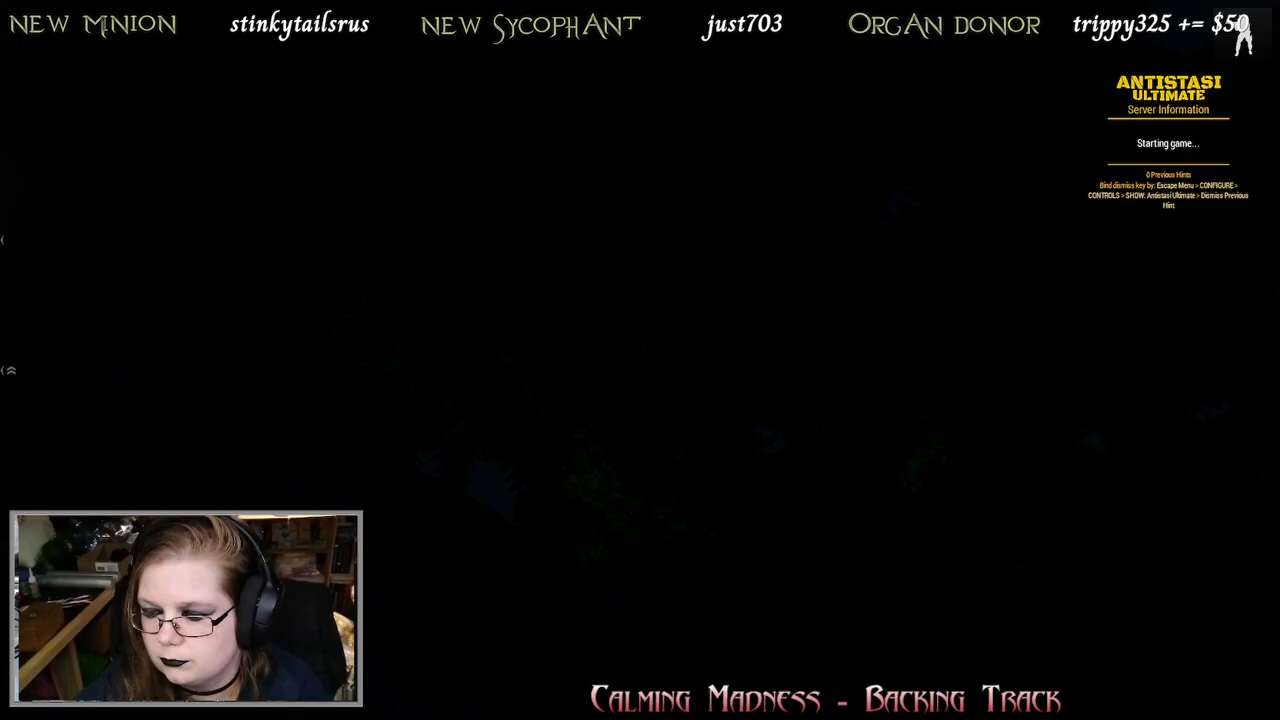 NEW MINION stinkytailsrus NEW SYCOPHANT just703 ORGAN DONOR trippy325 += $50
ANTISTASI
ULTIMATE
Server Information
Starting game...
0 Previous Hints
Bind dismiss key by: Escape Menu > CONFIGURE >
CONTROLS > SHOW: Antistasi Ultimate > Dismiss Previous
Hint
CALMING MADNESS - BACKING TRACK